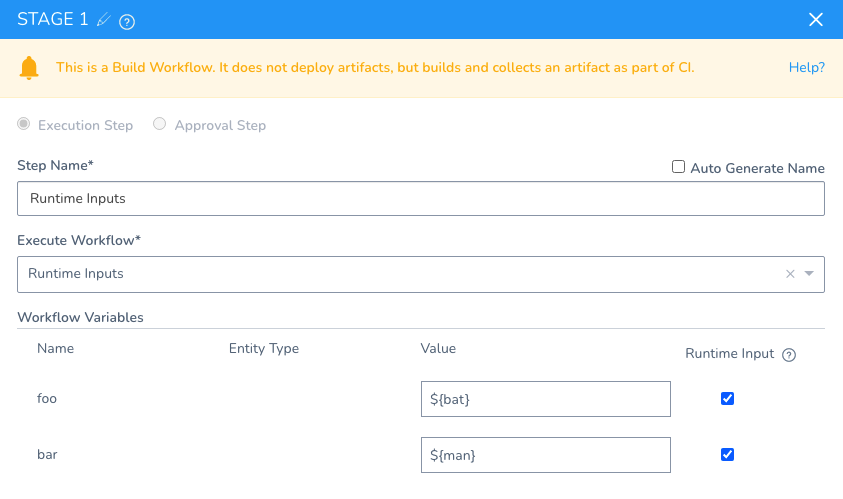 STAGE 1
This is a Build Workflow. It does not deploy artifacts, but builds and collects an artifact as part of CI. Help?
Execution Step Approval Step
Step Name* Auto Generate Name
Runtime Inputs
Execute Workflow*
Runtime Inputs
Workflow Variables
Name Entity Type Value Runtime Input
foo ${bat}
bar ${man}